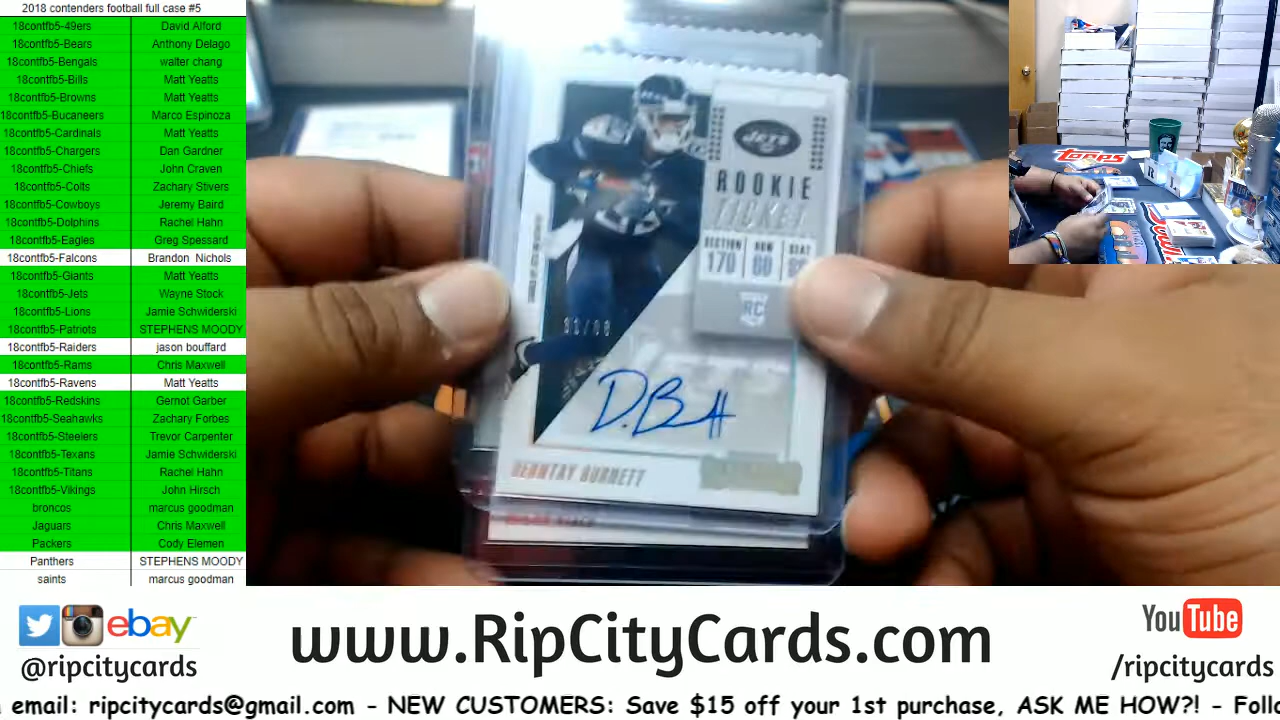 2018 contenders football full case #5
18contfb5-49ers David Alford
18contfb5-Bears Anthony Delago
18contfb5-Bengals walter chang
18contfb5-Bills Matt Yeatts
18contfb5-Browns Matt Yeatts
18contfb5-Bucaneers Marco Espinoza
18contfb5-Cardinals Matt Yeatts
18contfb5-Chargers Dan Gardner
18contfb5-Chiefs John Craven
18contfb5-Colts Zachary Stivers
18contfb5-Cowboys Jeremy Baird
18contfb5-Dolphins Rachel Hahn
18contfb5-Eagles Greg Spessard
18contfb5-Falcons Brandon Nichols
18contfb5-Giants Matt Yeatts
18contfb5-Jets Wayne Stock
18contfb5-Lions Jamie Schwiderski
18contfb5-Patriots STEPHENS MOODY
18contfb5-Raiders jason bouffard
18contfb5-Rams Chris Maxwell
18contfb5-Ravens Matt Yeatts
18contfb5-Redskins Gernot Garber
18contfb5-Seahawks Zachary Forbes
18contfb5-Steelers Trevor Carpenter
18contfb5-Texans Jamie Schwiderski
18contfb5-Titans Rachel Hahn
18contfb5-Vikings John Hirsch
broncos marcus goodman
Jaguars Chris Maxwell
Packers Cody Elemen
Panthers STEPHENS MOODY
saints marcus goodman
JETS
ROOKIE
TICKET
SECTION ROW SEAT
170 60
RC
D.B
DEONTAY BURNETT
topps
ebay
@ripcitycards
www.RipCityCards.com
YouTube
/ripcitycards
email: ripcitycards@gmail.com - NEW CUSTOMERS: Save $15 off your 1st purchase, ASK ME HOW?! - Follo